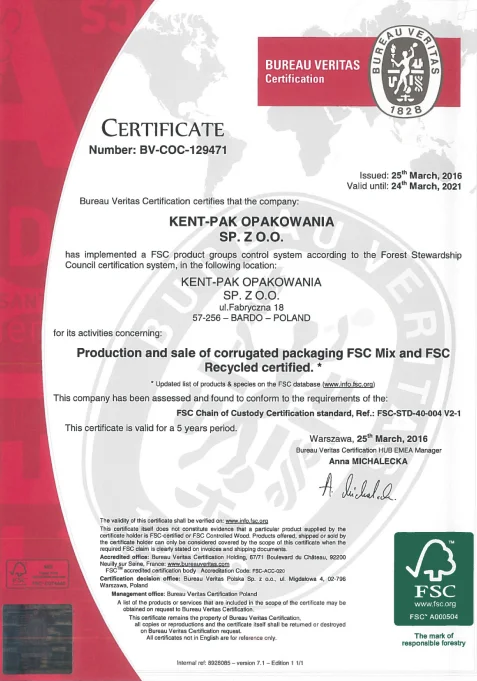 BUREAU VERITAS
Certification
BUREAU VERITAS
1828
CERTIFICATE
Number: BV-COC-129471
Issued: 25th March, 2016
Valid until: 24th March, 2021
Bureau Veritas Certification certifies that the company:
KENT-PAK OPAKOWANIA
SP. Z O.O.
has implemented a FSC product groups control system according to the Forest Stewardship
Council certification system, in the following location:
KENT-PAK OPAKOWANIA
SP. Z O.O.
ul.Fabryczna 18
57-256 – BARDO – POLAND
for its activities concerning:
Production and sale of corrugated packaging FSC Mix and FSC
Recycled certified. *
* Updated list of products & species on the FSC database (www.info.fsc.org)
This company has been assessed and found to conform to the requirements of the:
FSC Chain of Custody Certification standard, Ref.: FSC-STD-40-004 V2-1
This certificate is valid for a 5 years period.
Warszawa, 25th March, 2016
Bureau Veritas Certification HUB EMEA Manager
Anna MICHALECKA
A. Michalecka
The validity of this certificate shall be verified on: www.info.fsc.org
This certificate itself does not constitute evidence that a particular product supplied by the
certificate holder is FSC-certified or FSC Controlled Wood. Products offered, shipped or sold by
the certificate holder can only be considered covered by the scope of this certificate when the
required FSC claim is clearly stated on invoices and shipping documents.
Accredited office: Bureau Veritas Certification Holding, 67/71 Boulevard du Château, 92200
Neuilly sur Seine, France: www.bureauveritas.com
FSC™ accredited certification body Accreditation Code: FSC-ACC-020
Certification decision office: Bureau Veritas Polska Sp. z o.o., ul. Migdalowa 4, 02-796
Warszawa, Poland
Management office: Bureau Veritas Certification Poland
A list of the products or services that are included in the scope of the certificate may be
obtained on request to Bureau Veritas Certification.
This certificate remains the property of Bureau Veritas Certification,
all copies or reproductions and the certificate itself shall be returned or destroyed
on Bureau Veritas Certification request.
All certificates not in English are for reference only.
FSC
www.fsc.org
FSC® A000504
The mark of
responsible forestry
Internal ref: 8926085 – version 7.1 – Edition 1 1/1